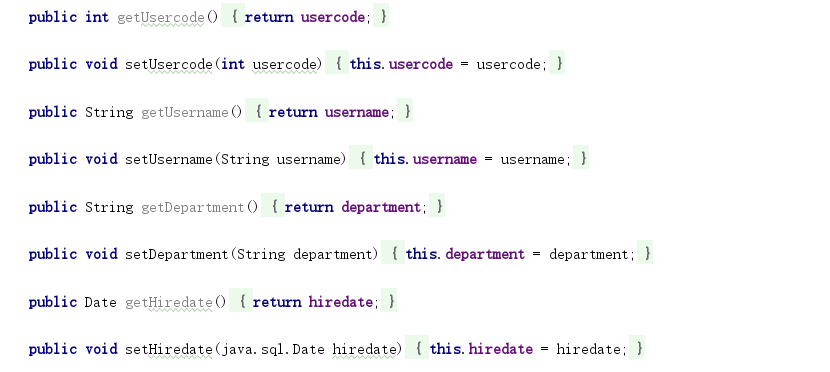 public int getUsercode() { return usercode; }
public void setUsercode(int usercode) { this.usercode = usercode; }
public String getUsername() { return username; }
public void setUsername(String username) { this.username = username; }
public String getDepartment() { return department; }
public void setDepartment(String department) { this.department = department; }
public Date getHiredate() { return hiredate; }
public void setHiredate(java.sql.Date hiredate) { this.hiredate = hiredate; }